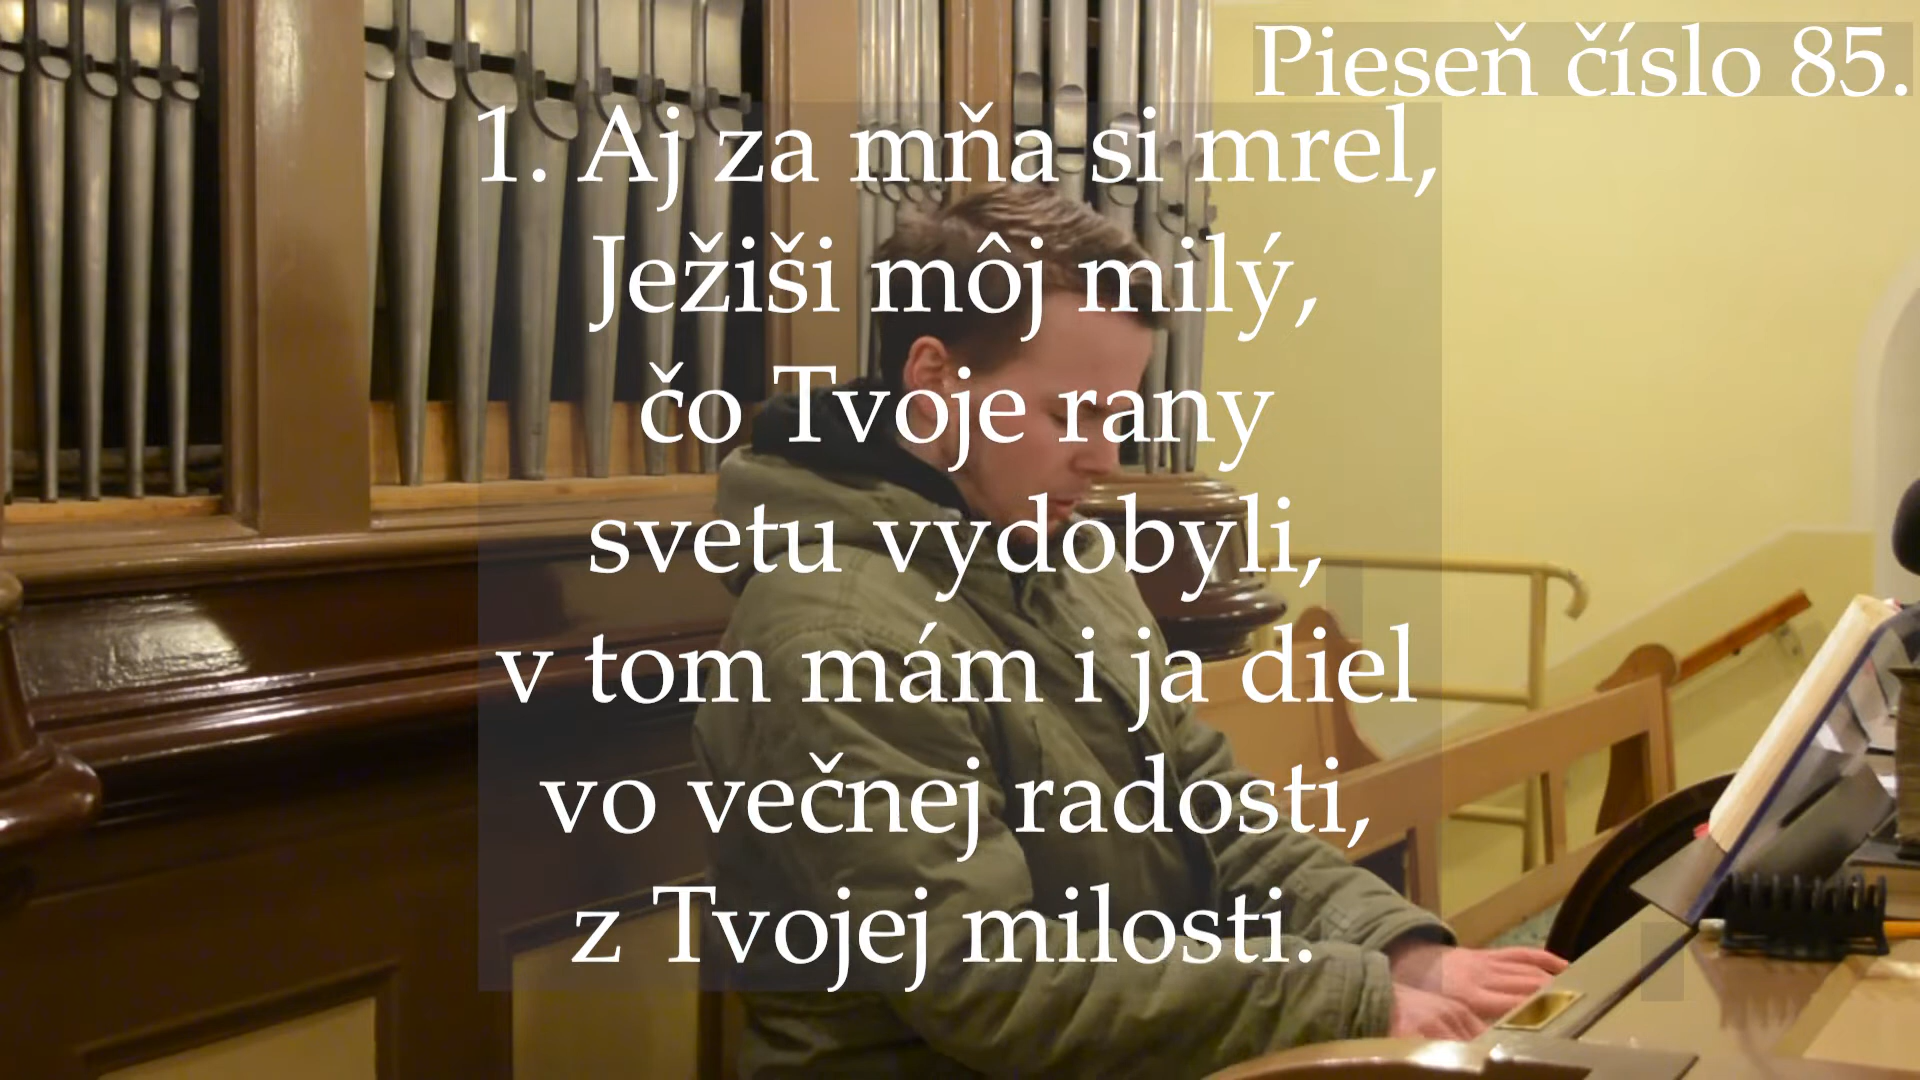 Pieseň číslo 85.
1. Aj za mňa si mrel,
Ježiši môj milý,
čo Tvoje rany
svetu vydobyli,
v tom mám i ja diel
vo večnej radosti,
z Tvojej milosti.